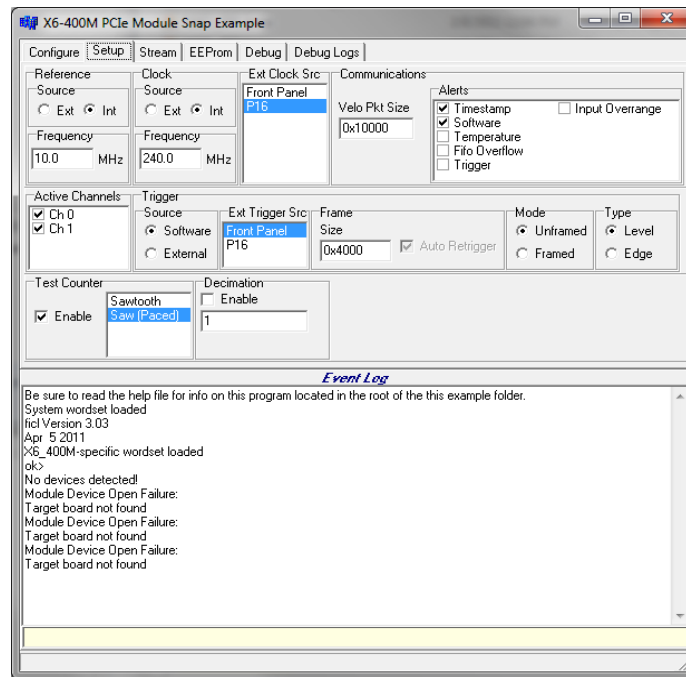 X6-400M PCIe Module Snap Example
Configure Setup Stream EEProm Debug Debug Logs
Reference Clock Ext Clock Src Communications
Source Source Front Panel Alerts
Ext Int Ext Int P16 Velo Pkt Size Timestamp Input Overrange
0x10000 Software
Frequency Frequency Temperature
10.0 MHz 240.0 MHz Fifo Overflow
Trigger
Active Channels Trigger
Ch 0 Source Ext Trigger Src Frame Mode Type
Ch 1 Software Front Panel Size Unframed Level
External P16 0x4000 Auto Retrigger Framed Edge
Test Counter Decimation
Sawtooth Enable
Enable Saw (Paced) 1
Event Log
Be sure to read the help file for info on this program located in the root of the this example folder.
System wordset loaded
ficl Version 3.03
Apr 5 2011
X6_400M-specific wordset loaded
ok>
No devices detected!
Module Device Open Failure:
Target board not found
Module Device Open Failure:
Target board not found
Module Device Open Failure:
Target board not found